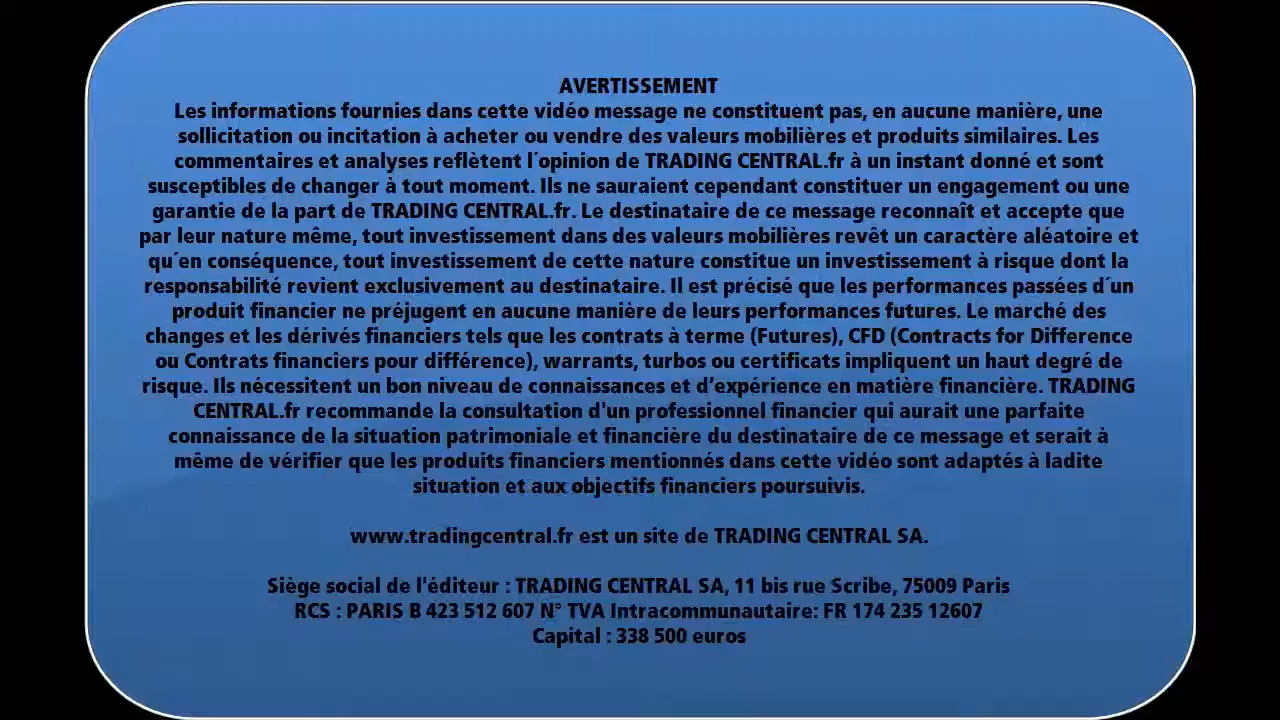 AVERTISSEMENT
Les informations fournies dans cette vidéo message ne constituent pas, en aucune manière, une
sollicitation ou incitation à acheter ou vendre des valeurs mobilières et produits similaires. Les
commentaires et analyses reflètent l´opinion de TRADING CENTRAL.fr à un instant donné et sont
susceptibles de changer à tout moment. Ils ne sauraient cependant constituer un engagement ou une
garantie de la part de TRADING CENTRAL.fr. Le destinataire de ce message reconnaît et accepte que
par leur nature même, tout investissement dans des valeurs mobilières revêt un caractère aléatoire et
qu´en conséquence, tout investissement de cette nature constitue un investissement à risque dont la
responsabilité revient exclusivement au destinataire. Il est précisé que les performances passées d´un
produit financier ne préjugent en aucune manière de leurs performances futures. Le marché des
changes et les dérivés financiers tels que les contrats à terme (Futures), CFD (Contracts for Difference
ou Contrats financiers pour différence), warrants, turbos ou certificats impliquent un haut degré de
risque. Ils nécessitent un bon niveau de connaissances et d’expérience en matière financière. TRADING
CENTRAL.fr recommande la consultation d'un professionnel financier qui aurait une parfaite
connaissance de la situation patrimoniale et financière du destinataire de ce message et serait à
même de vérifier que les produits financiers mentionnés dans cette vidéo sont adaptés à ladite
situation et aux objectifs financiers poursuivis.
www.tradingcentral.fr est un site de TRADING CENTRAL SA.
Siège social de l'éditeur : TRADING CENTRAL SA, 11 bis rue Scribe, 75009 Paris
RCS : PARIS B 423 512 607 N° TVA Intracommunautaire: FR 174 235 12607
Capital : 338 500 euros